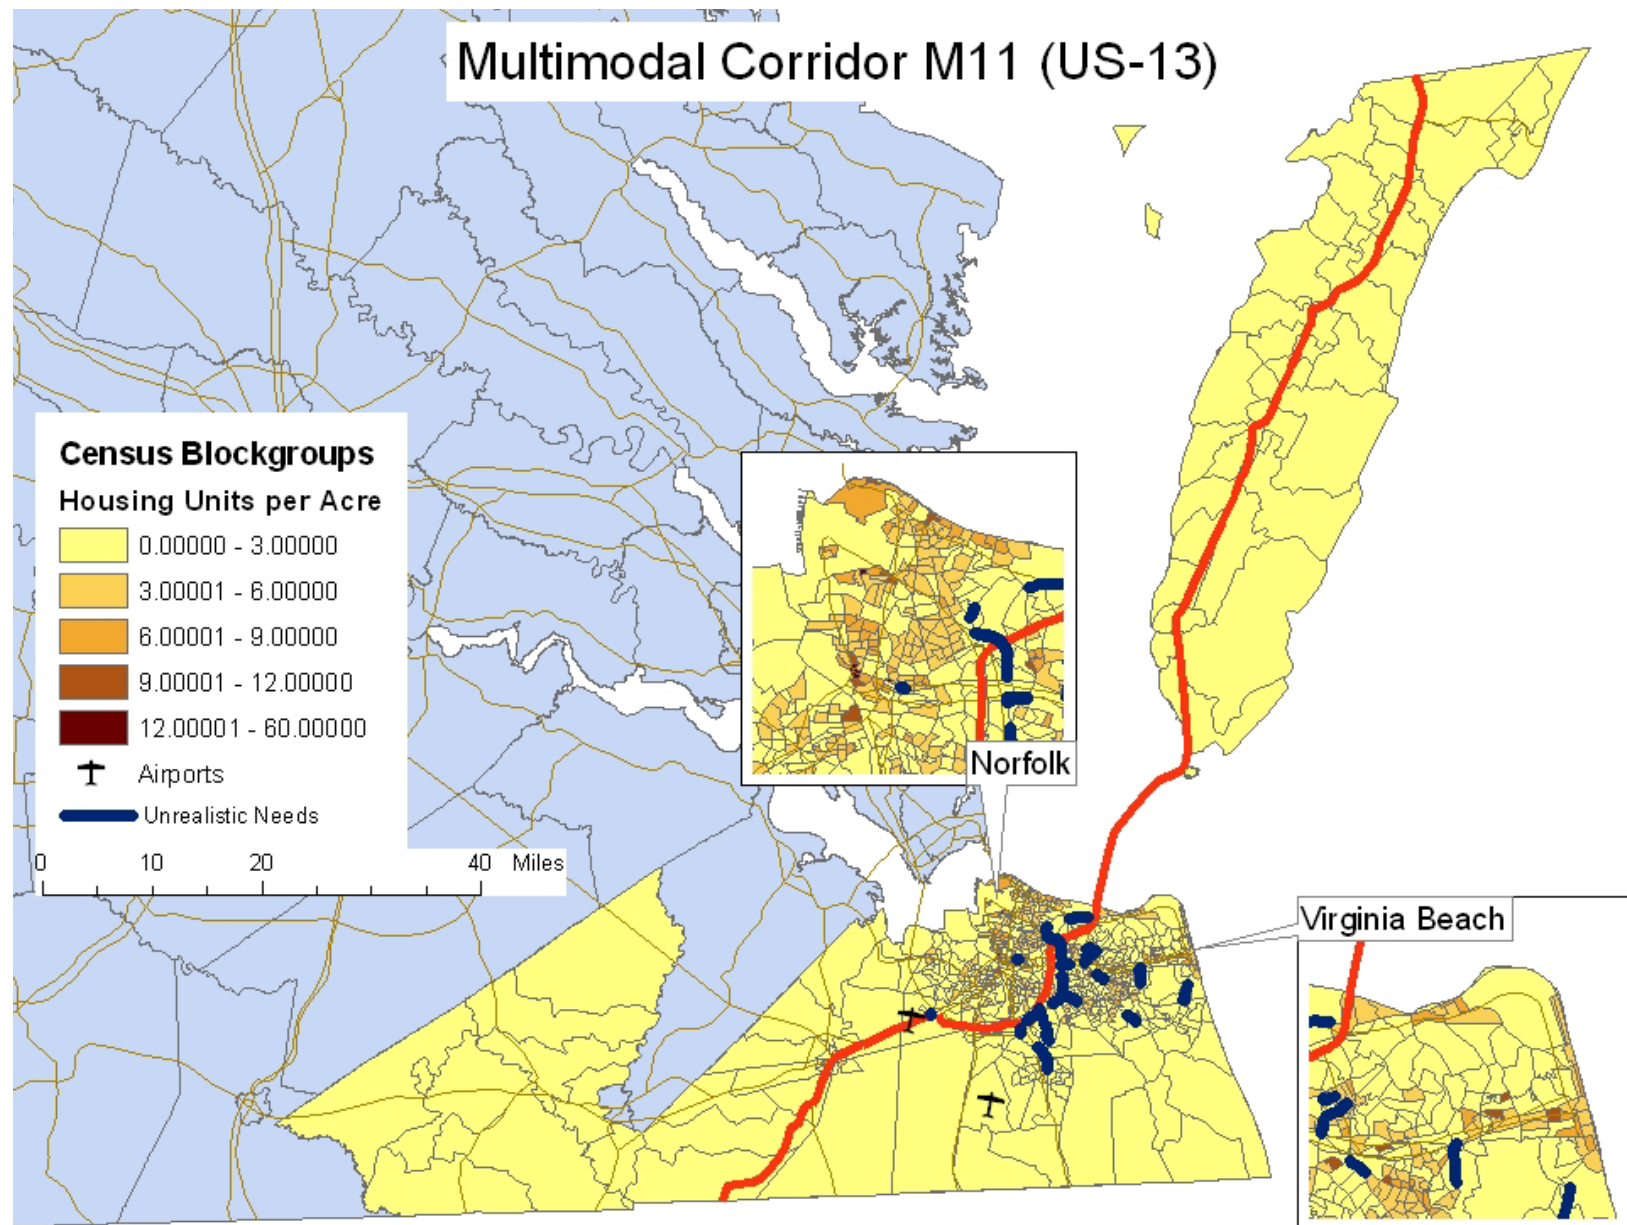 Multimodal Corridor M11 (US-13)
Census Blockgroups
Housing Units per Acre
0.00000 - 3.00000
3.00001 - 6.00000
6.00001 - 9.00000
9.00001 - 12.00000
12.00001 - 60.00000
Airports
Unrealistic Needs
0 10 20 40 Miles
Norfolk
Virginia Beach